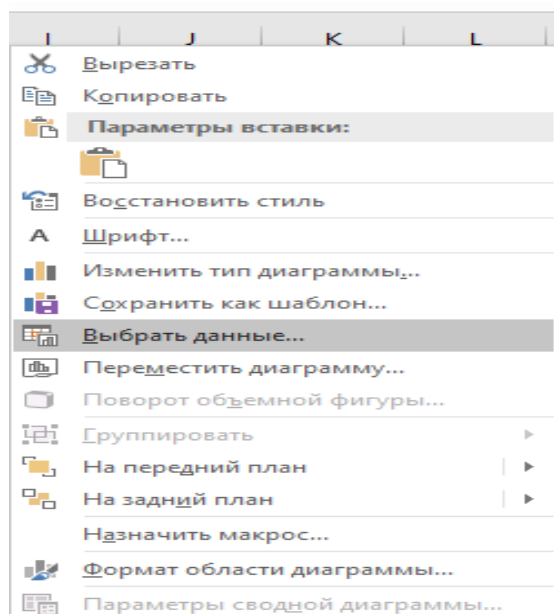 I J K L
Вырезать
Копировать
Параметры вставки:
Восстановить стиль
А Шрифт...
Изменить тип диаграммы...
Сохранить как шаблон...
Выбрать данные...
Переместить диаграмму...
Поворот объемной фигуры...
Группировать
На передний план
На задний план
Назначить макрос...
Формат области диаграммы...
Параметры сводной диаграммы...